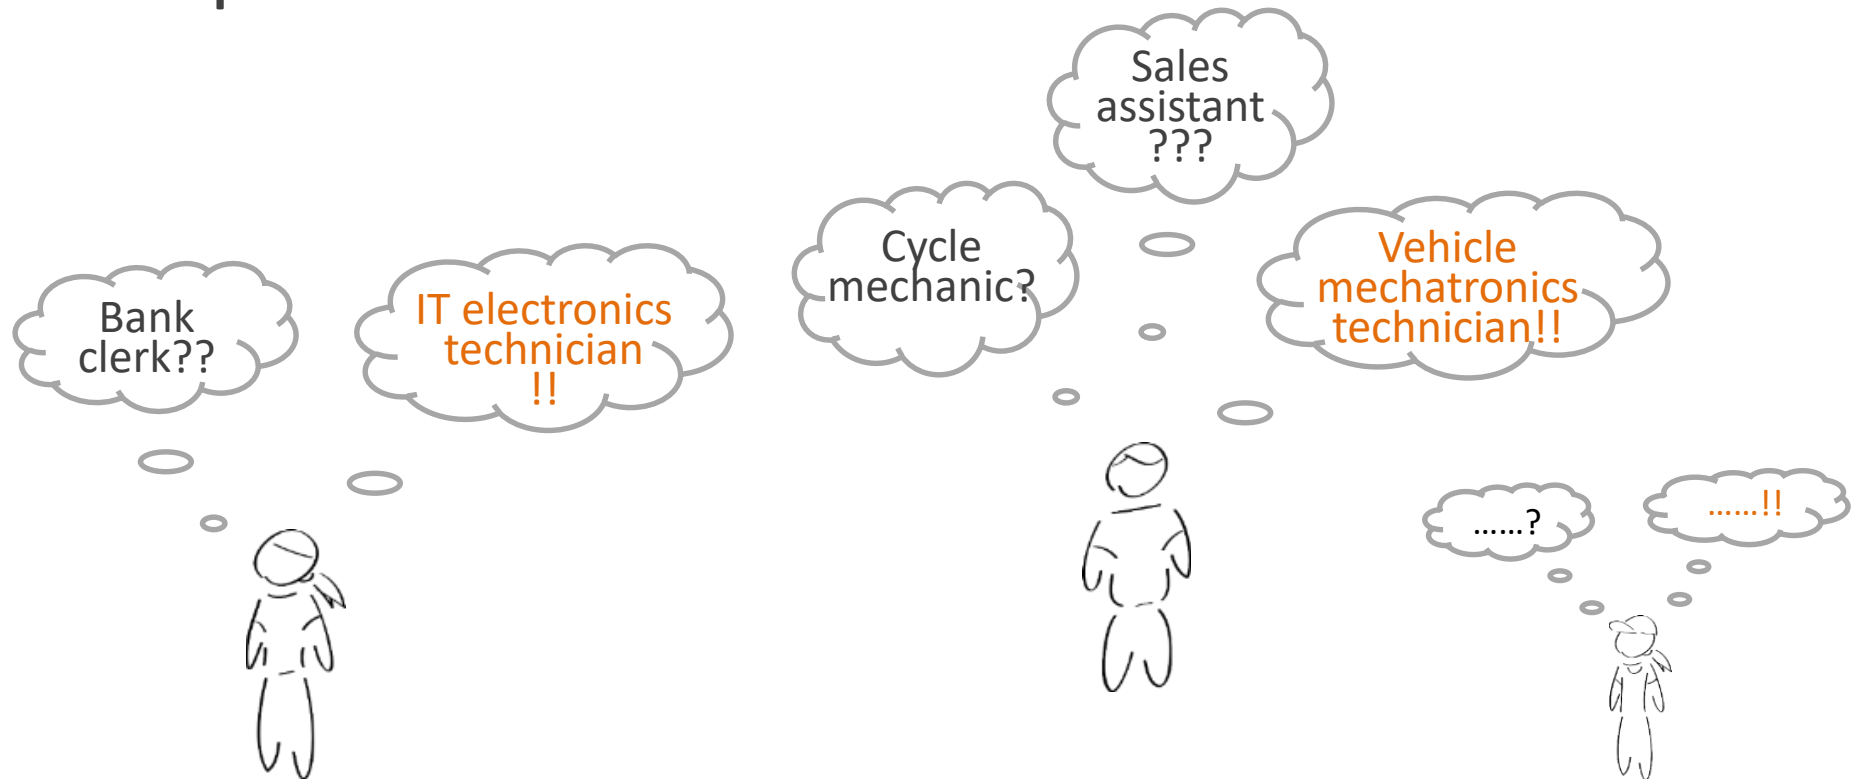 Bank
clerk??
IT electronics
technician
!!
Cycle
mechanic?
Sales
assistant
???
Vehicle
mechatronics
technician!!
......?
......!!